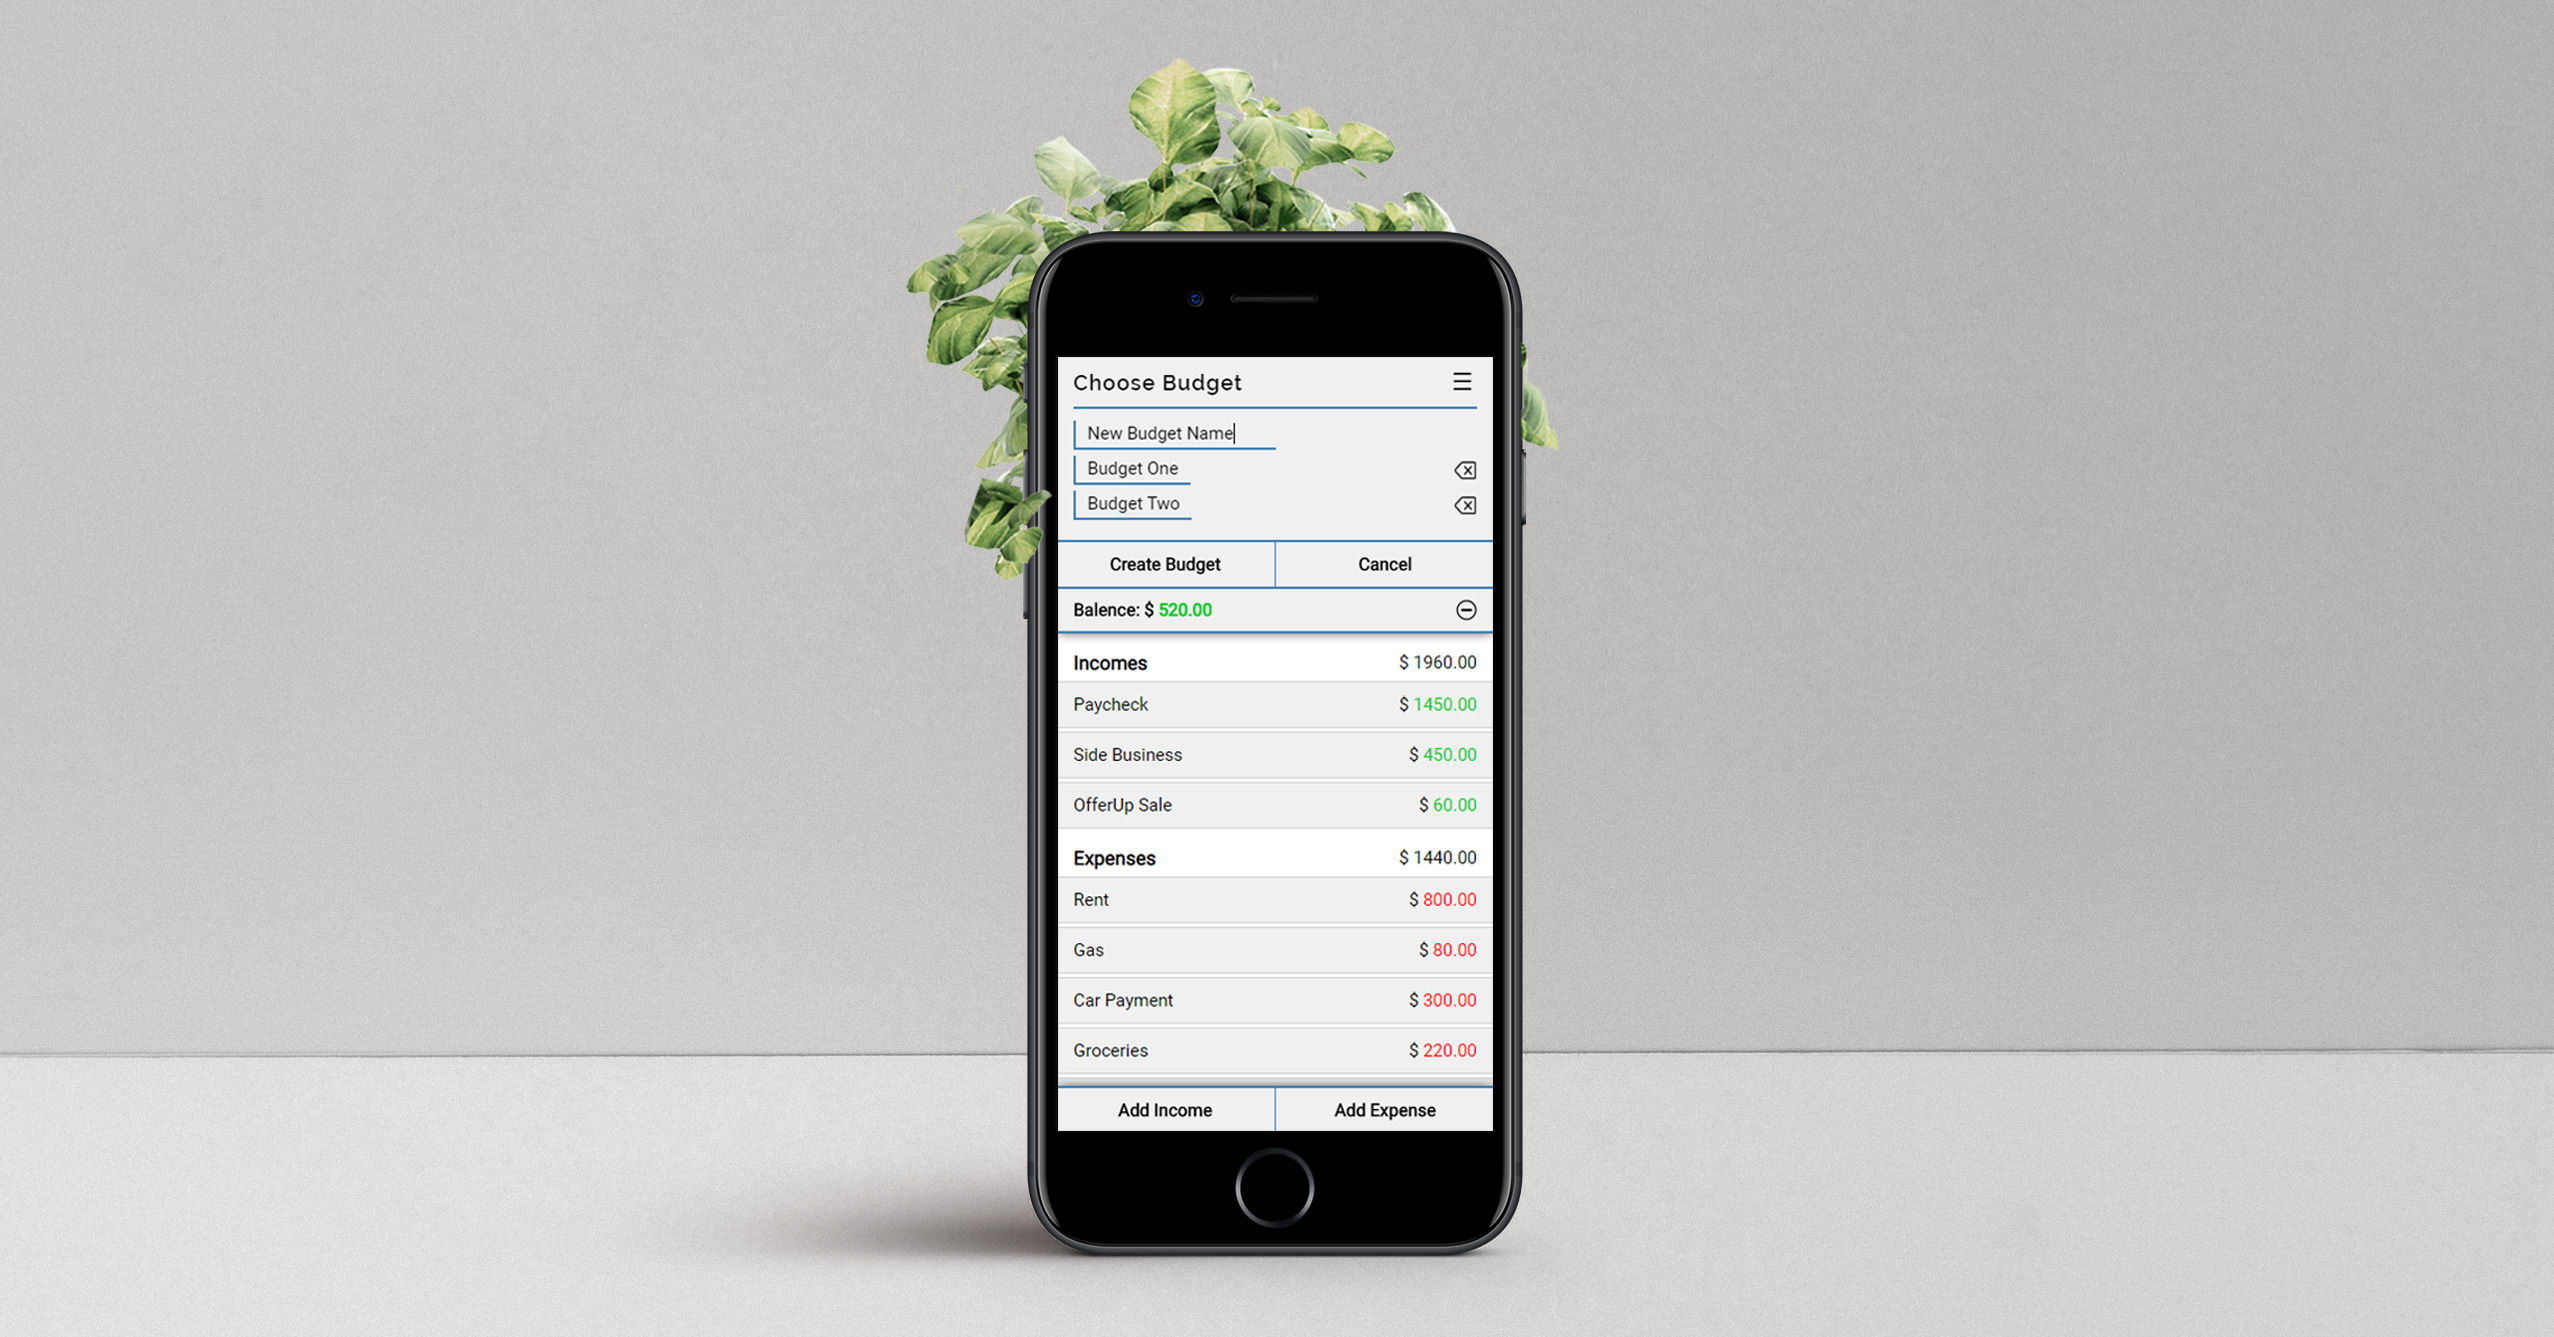 Choose Budget
New Budget Name
Budget One
Budget Two
Create Budget Cancel
Balence: $ 520.00
Incomes $ 1960.00
Paycheck $ 1450.00
Side Business $ 450.00
OfferUp Sale $ 60.00
Expenses $ 1440.00
Rent $ 800.00
Gas $ 80.00
Car Payment $ 300.00
Groceries $ 220.00
Add Income Add Expense